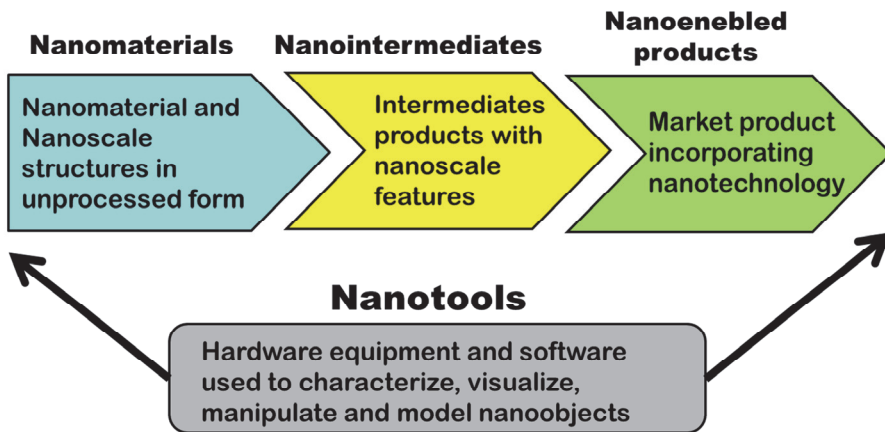 Nanomaterials
Nanointermediates
Nanoenebled
products
Nanomaterial and
Nanoscale
structures in
unprocessed form
Intermediates
products with
nanoscale
features
Market product
incorporating
nanotechnology
Nanotools
Hardware equipment and software
used to characterize, visualize,
manipulate and model nanoobjects